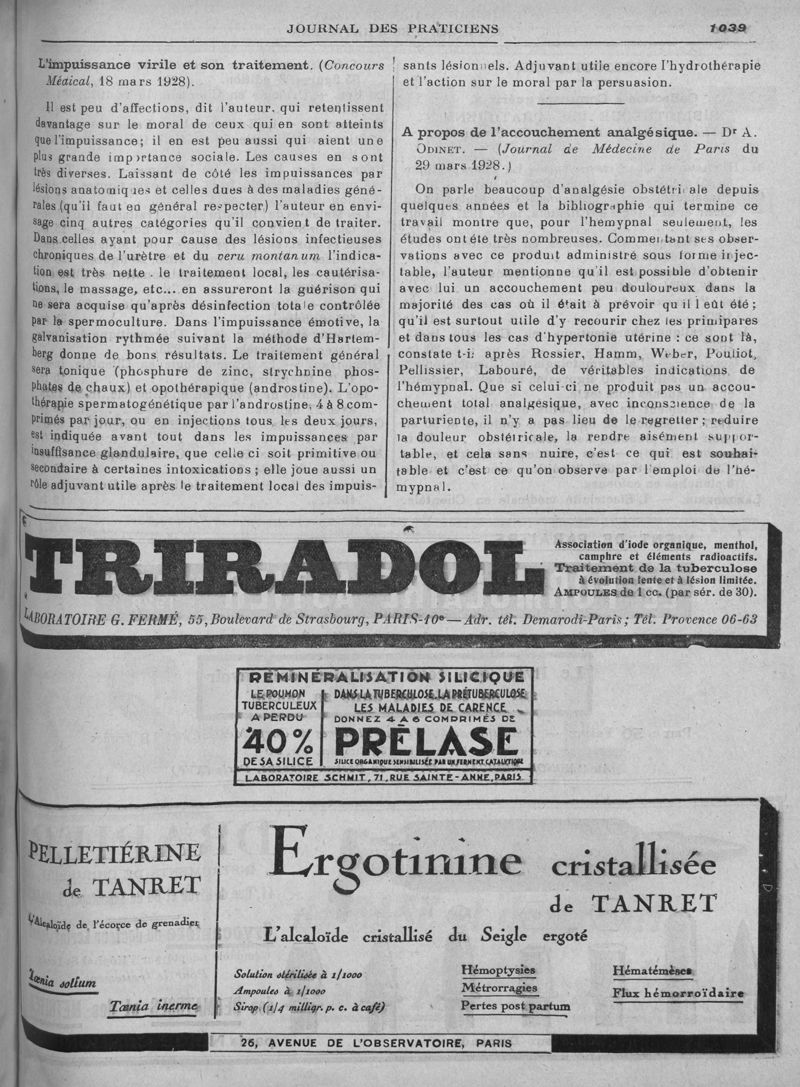 JOURNAL DES PRATICIENS
1039
L'impuissance virile et son traitement. (Concours
Médical, 18 mars 1928).
Il est peu d'affections, dit l'auteur, qui retentissent
davantage sur le moral de ceux qui en sont atteints
que l'impuissance; il en est peu aussi qui aient une
plus grande importance sociale. Les causes en sont
très diverses. Laissant de côté les impuissances par
lésions anatomiques et celles dues à des maladies géné-
rales (qu'il faut en général respecter) l'auteur en envi-
sage cinq autres catégories qu'il convient de traiter.
Dans celles ayant pour cause des lésions infectieuses
chroniques de l'urètre et du veru montanum l'indica-
tion est très nette : le traitement local, les cautérisa-
tions, le massage, etc... en assureront la guérison qui
ne sera acquise qu'après désinfection totale contrôlée
par la spermoculture. Dans l'impuissance émotive, la
galvanisation rythmée suivant la méthode d'Hartem-
berg donne de bons résultats. Le traitement général
sera tonique (phosphure de zinc, strychnine phos-
phates de chaux) et opothérapique (androstine). L'opo-
thérapie spermatogénétique par l'androstine, 4 à 8 com-
primés par jour, ou en injections tous les deux jours,
est indiquée avant tout dans les impuissances par
insuffisance glandulaire, que celle ci soit primitive ou
secondaire à certaines intoxications ; elle joue aussi un
rôle adjuvant utile après le traitement local des impuis-
sants lésionnels. Adjuvant utile encore l'hydrothérapie
et l'action sur le moral par la persuasion.
A propos de l'accouchement analgésique. — Dr A.
ODINET. — (Journal de Médecine de Paris du
29 mars 1928.)
On parle beaucoup d'analgésie obstétricale depuis
quelques années et la bibliographie qui termine ce
travail montre que, pour l'hemypnal seulement, les
études ont été très nombreuses. Commentant ses obser-
vations avec ce produit administré sous forme injec-
table, l'auteur mentionne qu'il est possible d'obtenir
avec lui un accouchement peu douloureux dans la
majorité des cas où il était à prévoir qu'il l'eût été ;
qu'il est surtout utile d'y recourir chez les primipares
et dans tous les cas d'hypertonie utérine : ce sont là,
constate t-il après Rossier, Hamm, Weber, Pouliot,
Pellissier, Labouré, de véritables indications de
l'hémypnal. Que si celui-ci ne produit pas un accou-
chement total analgésique, avec inconscience de la
parturiente, il n'y a pas lieu de le regretter ; réduire
la douleur obstétricale, la rendre aisément suppor-
table, et cela sans nuire, c'est ce qui est souhai-
table et c'est ce qu'on observe par l'emploi de l'hé-
mypnal.
TRIRADOL
Association d'iode organique, menthol,
camphre et éléments radioactifs.
Traitement de la tuberculose
à évolution lente et à lésion limitée.
AMPOULES de 1 cc. (par sér. de 30).
LABORATOIRE G. FERMÉ, 55, Boulevard de Strasbourg, PARIS-10e — Adr. tél. Demarodi-Paris ; Tél. Provence 06-63
REMINÉRALISATION SILICIQUE
LE POUMON
TUBERCULEUX
A PERDU
40%
DE SA SILICE
DANS LA TUBERCULOSE, LA PRÉTUBERCULOSE
LES MALADIES DE CARENCE
DONNEZ 4 A 6 COMPRIMÉS DE
PRÉLASE
SILICE ORGANIQUE SENSIBILISÉE PAR UN FERMENT CATALYTIQUE
LABORATOIRE SCHMIT, 71, RUE SAINTE-ANNE, PARIS.
PELLETIÉRINE
de TANRET
L'Alcaloïde de l'écorce de grenadier
Tœnia solium
Tœnia inerme
Ergotinine cristallisée
de TANRET
L'alcaloïde cristallisé du Seigle ergoté
Solution stérilisée à 1/1000
Ampoules à 1/1000
Sirop (1/4 milligr. p. c. à café)
Hémoptysies
Métrorragies
Pertes post partum
Hématémèses
Flux hémorroïdaire
26, AVENUE DE L'OBSERVATOIRE, PARIS